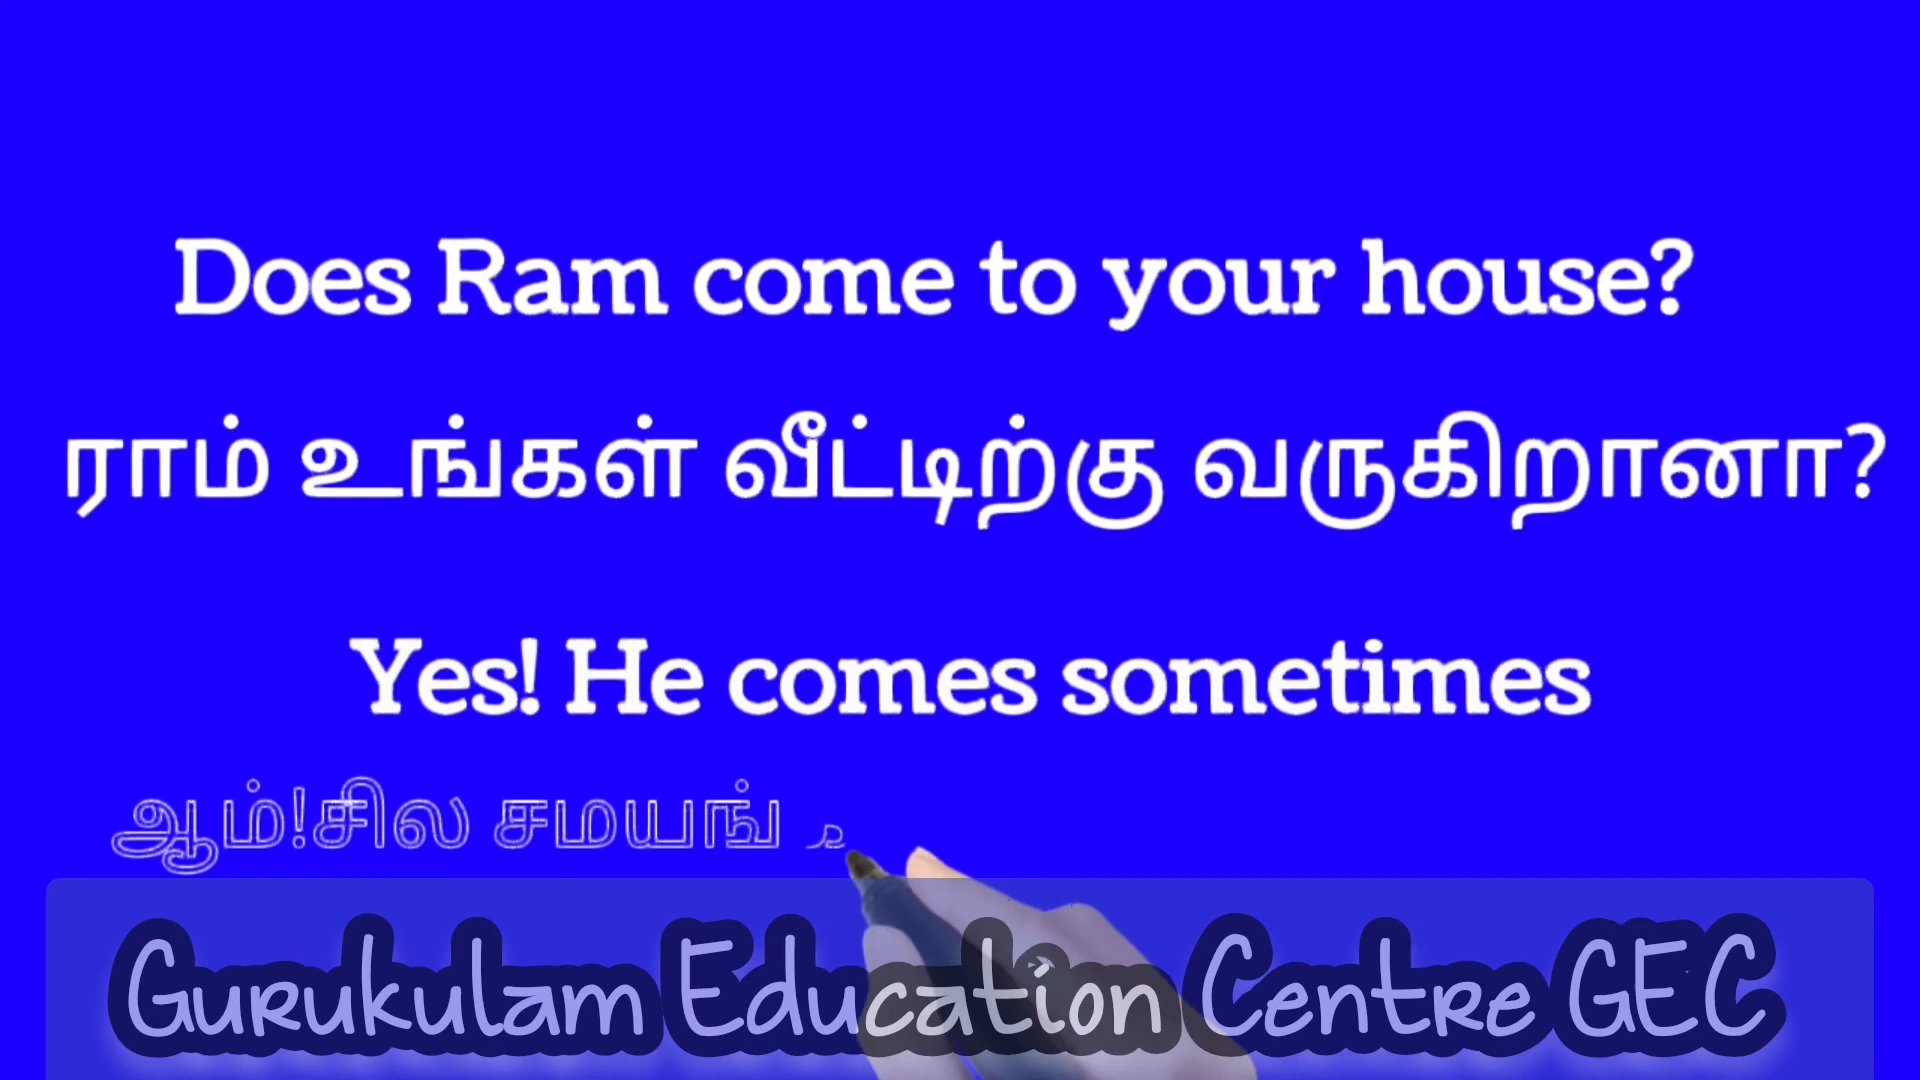 Does Ram come to your house?
ராம் உங்கள் வீட்டிற்கு வருகிறானா?
Yes! He comes sometimes
ஆம்!சில சமயங்
Gurukulam Education Centre GEC